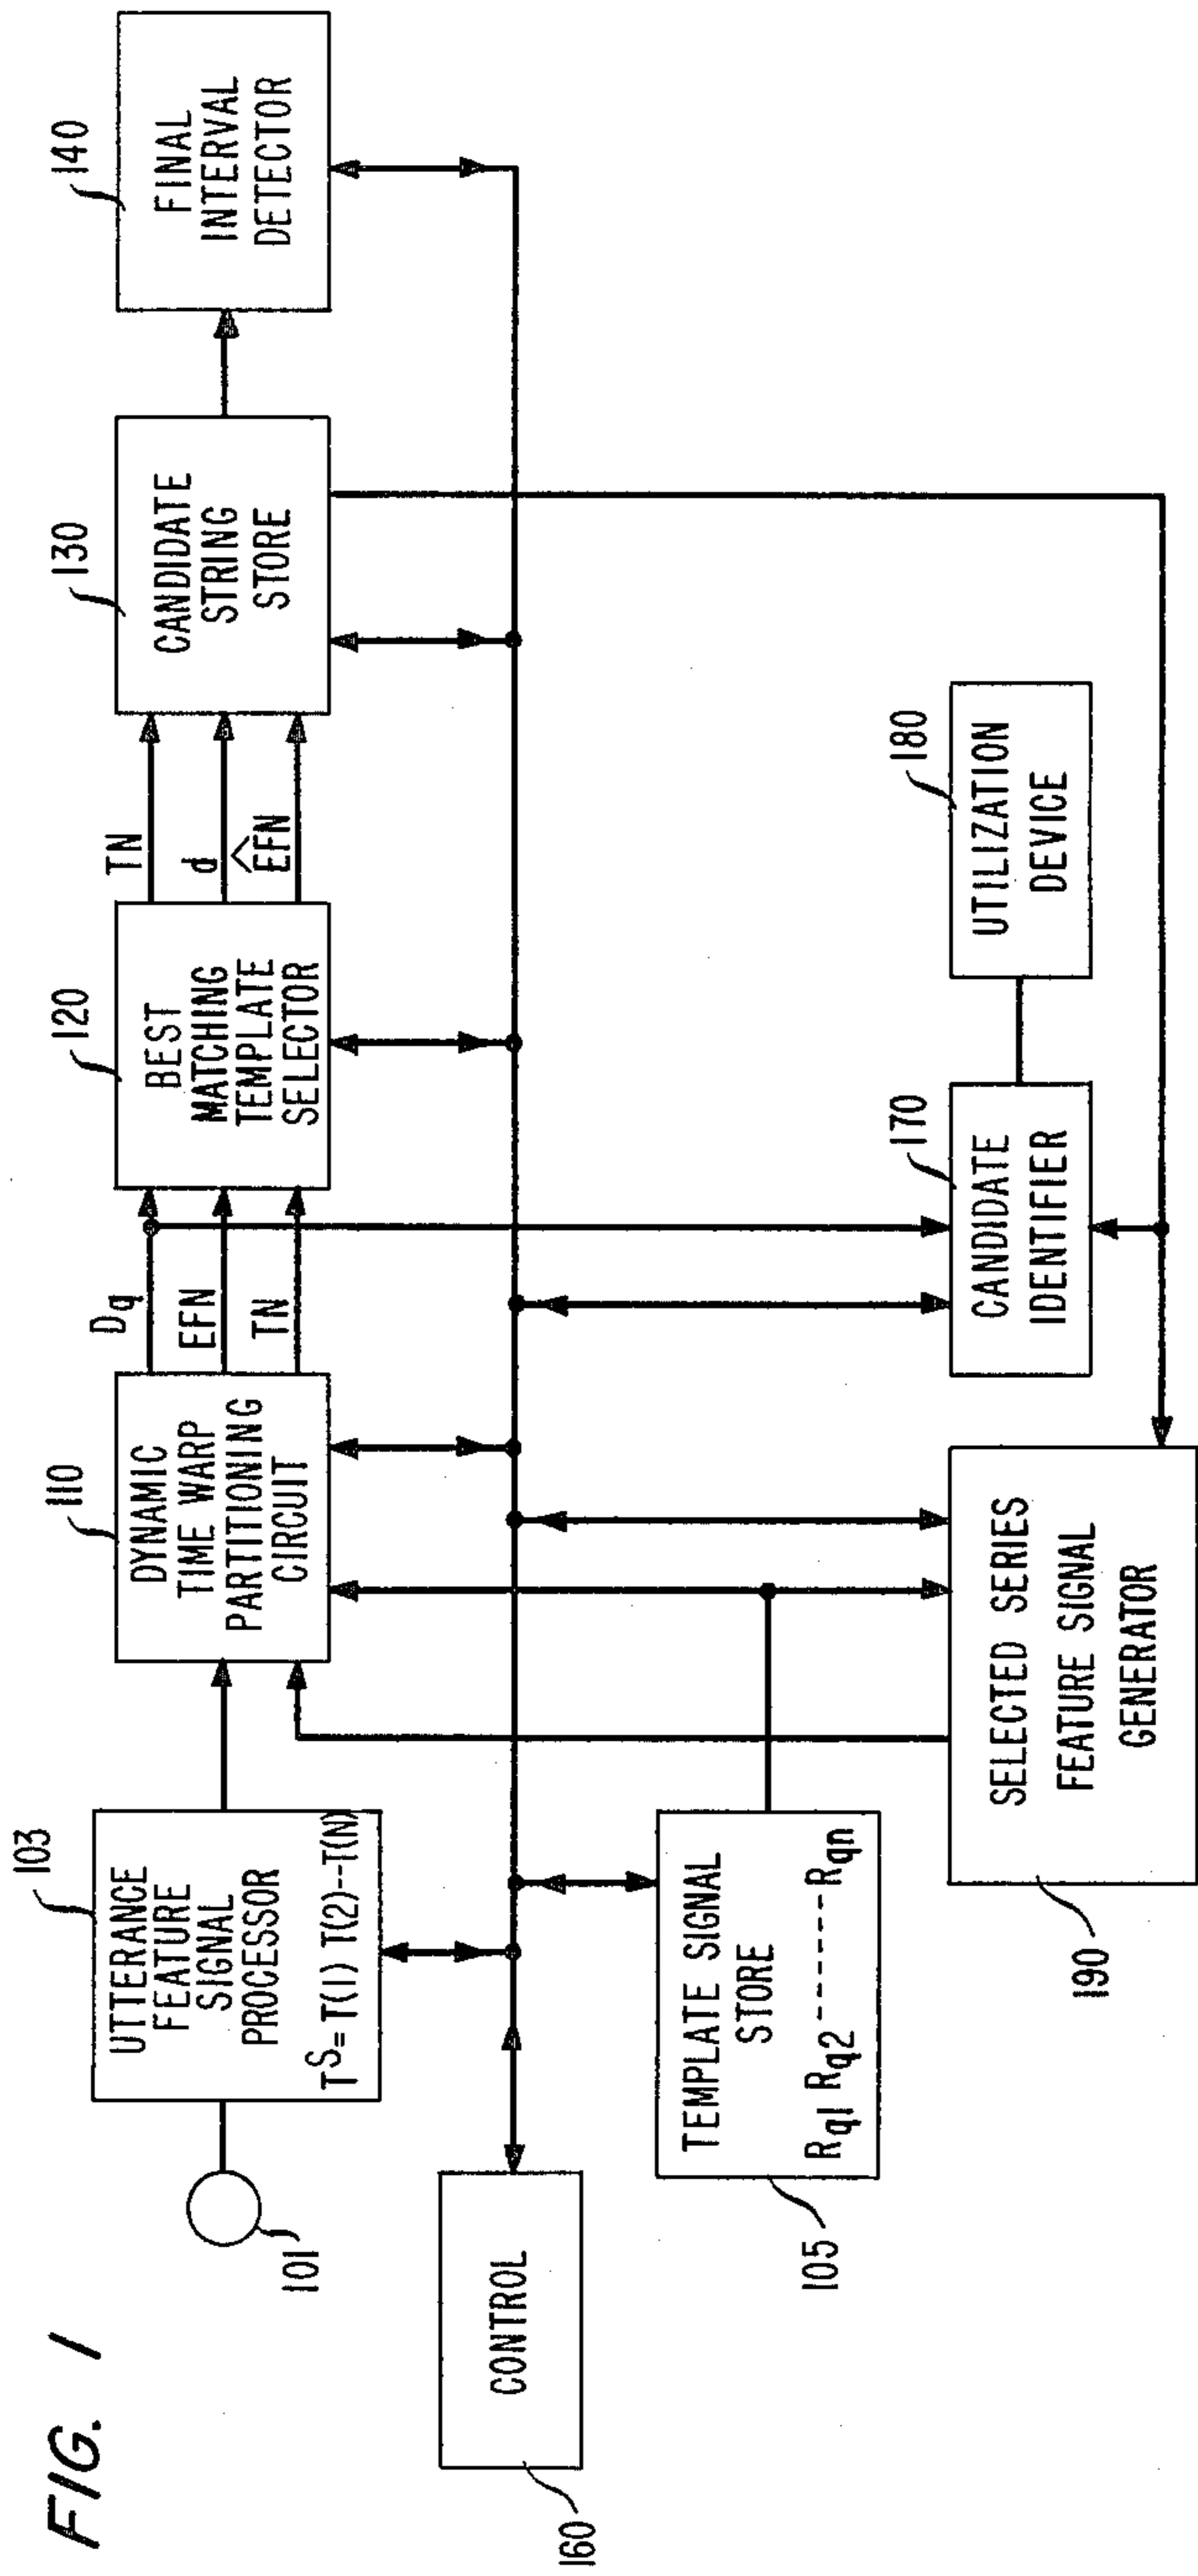 FIG. 1
101
103
UTTERANCE
FEATURE
SIGNAL
PROCESSOR
TS = T(1) T(2)--T(N)
110
DYNAMIC
TIME WARP
PARTITIONING
CIRCUIT
Dq
EFN
TN
120
BEST
MATCHING
TEMPLATE
SELECTOR
TN
d
E͡FN
130
CANDIDATE
STRING
STORE
140
FINAL
INTERVAL
DETECTOR
160
CONTROL
105
TEMPLATE SIGNAL
STORE
Rq1 Rq2------Rqn
190
SELECTED SERIES
FEATURE SIGNAL
GENERATOR
170
CANDIDATE
IDENTIFIER
180
UTILIZATION
DEVICE